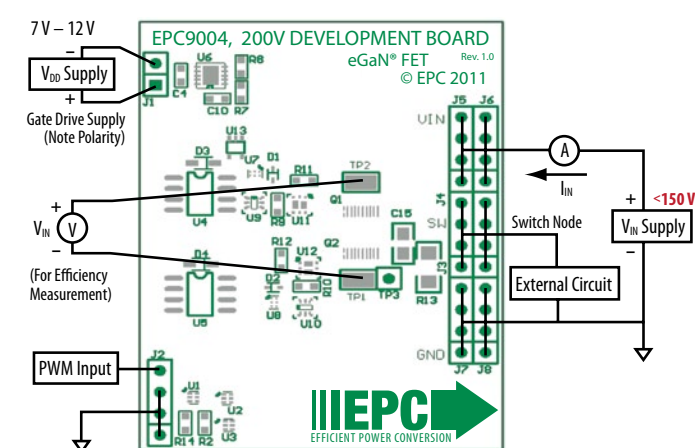 7 V – 12 V
EPC9004, 200V DEVELOPMENT BOARD
eGaN® FET
Rev. 1.0
© EPC 2011
–
VDD Supply
+
Gate Drive Supply
(Note Polarity)
J1
C4
U6
R8
C10
R7
J5 J6
VIN
U13
D3
U7
D1
R11
TP2
A
IIN
U4
U9
R9
U11
Q1
J4
C15
SW
+
VIN
V
–
(For Efficiency
Measurement)
<150 V
+
VIN Supply
–
Switch Node
External Circuit
D4
R12
U12
Q2
J3
D2
R10
TP1
TP3
R13
U5
U8
U10
GND
J7 J8
PWM Input
J2
U1
U2
R14 R2
U3
EPC
EFFICIENT POWER CONVERSION